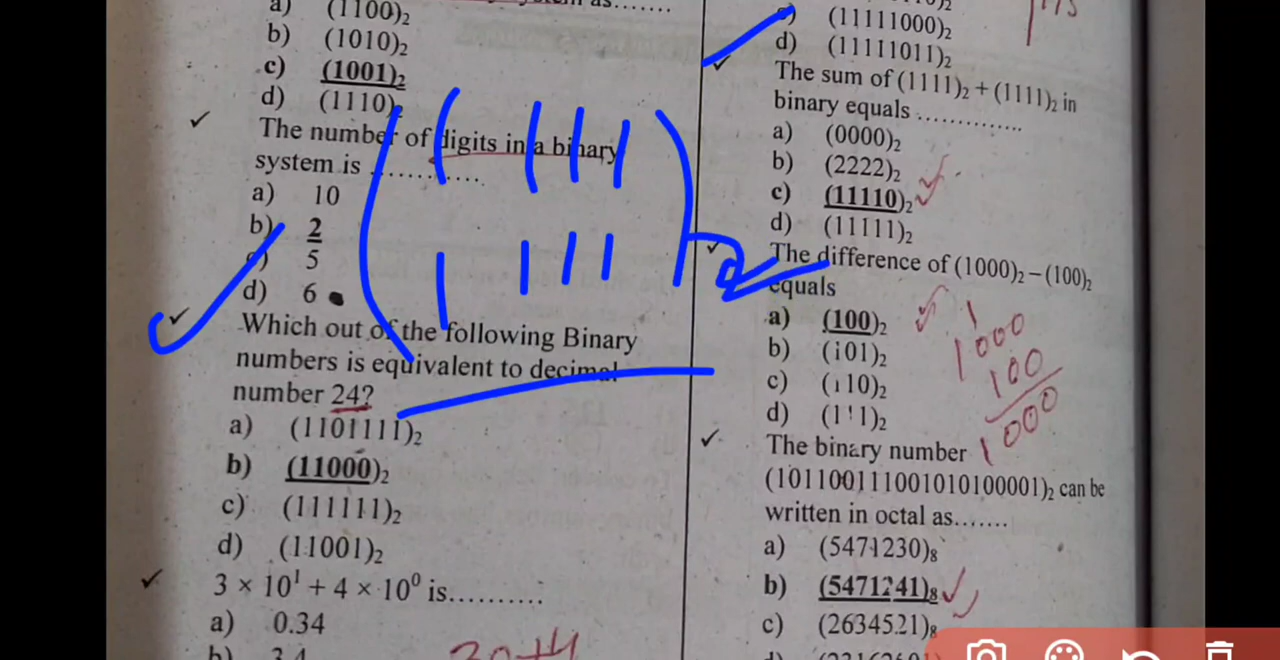 a) (1100)₂
b) (1010)₂
c) (1001)₂
d) (1110)₂
The number of digits in a binary
system is ............
a) 10
b) 2
c) 5
d) 6
Which out of the following Binary
numbers is equivalent to decimal
number 24?
a) (1101111)₂
b) (11000)₂
c) (111111)₂
d) (11001)₂
3 × 10¹ + 4 × 10⁰ is..........
a) 0.34
b) 3.4
(11111000)₂
d) (11111011)₂
The sum of (1111)₂ + (1111)₂ in
binary equals ..............
a) (0000)₂
b) (2222)₂
c) (11110)₂
d) (11111)₂
The difference of (1000)₂ – (100)₂
equals
a) (100)₂
b) (101)₂
c) (110)₂
d) (111)₂
1000
100
1000
The binary number
(101100111001010100001)₂ can be
written in octal as.......
a) (5471230)₈
b) (5471241)₈
c) (2634521)₈